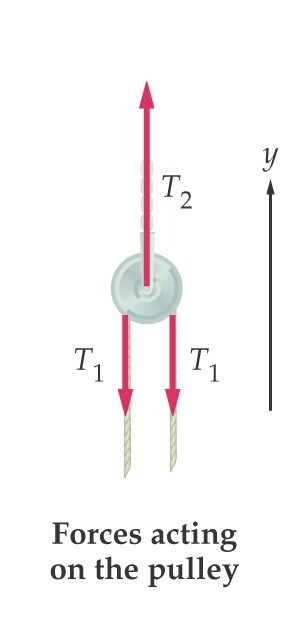 y
T₂
T₁
T₁
Forces acting
on the pulley